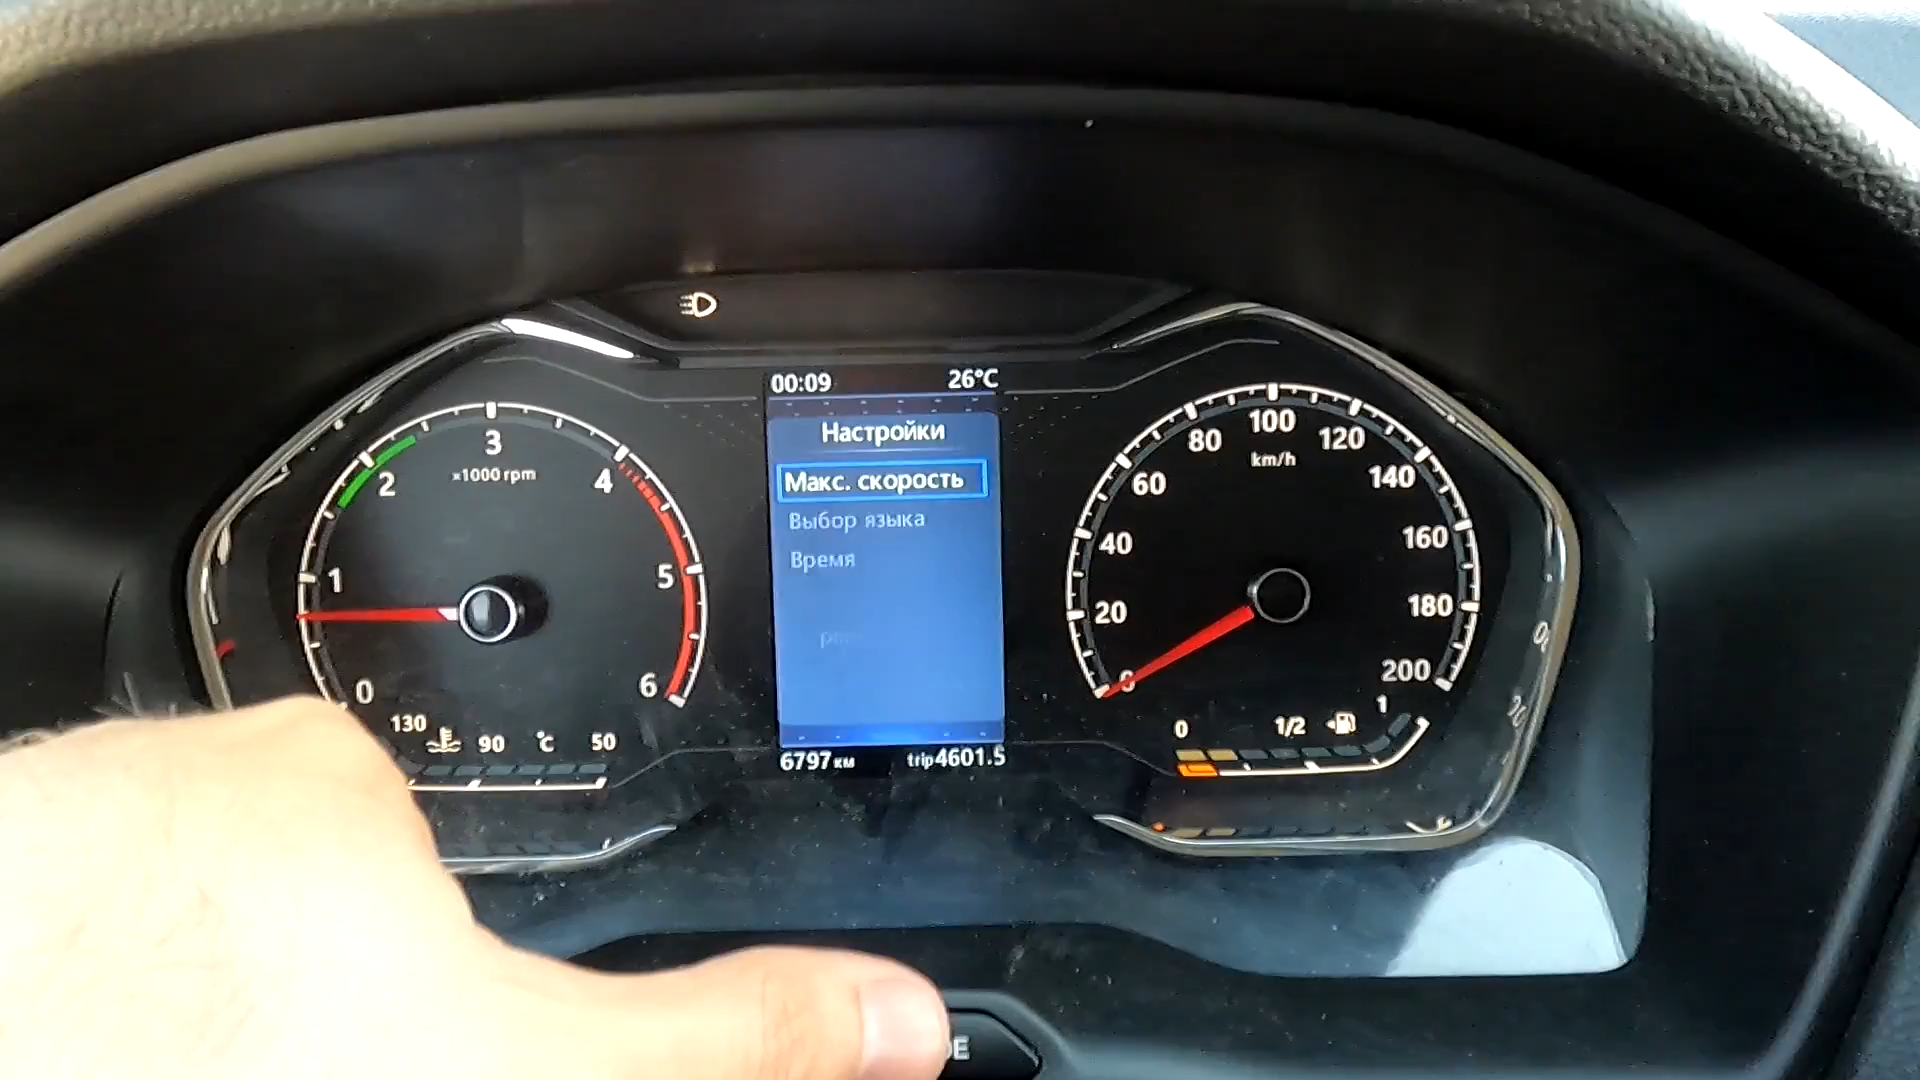 00:09 26°C
Настройки
Макс. скорость
Выбор языка
Время
6797км trip4601.5
0 1 2 3 4 5 6
×1000 rpm
130 90 °C 50
0 20 40 60 80 100 120 140 160 180 200
km/h
0 1/2 1